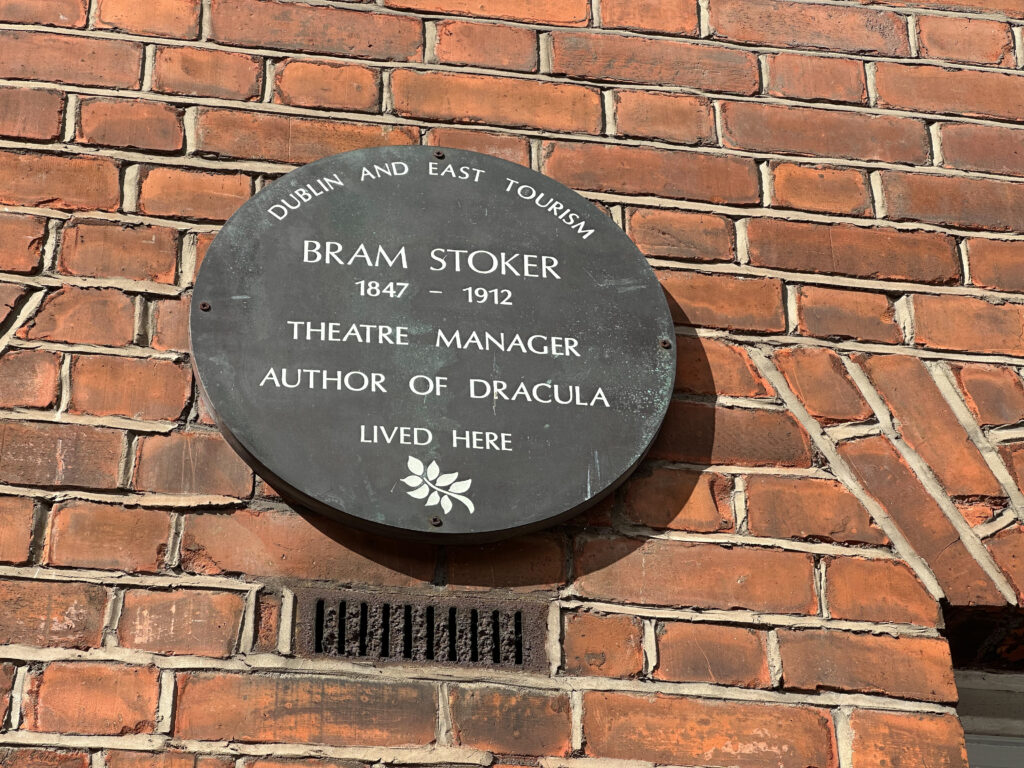 DUBLIN AND EAST TOURISM
BRAM STOKER
1847 – 1912
THEATRE MANAGER
AUTHOR OF DRACULA
LIVED HERE